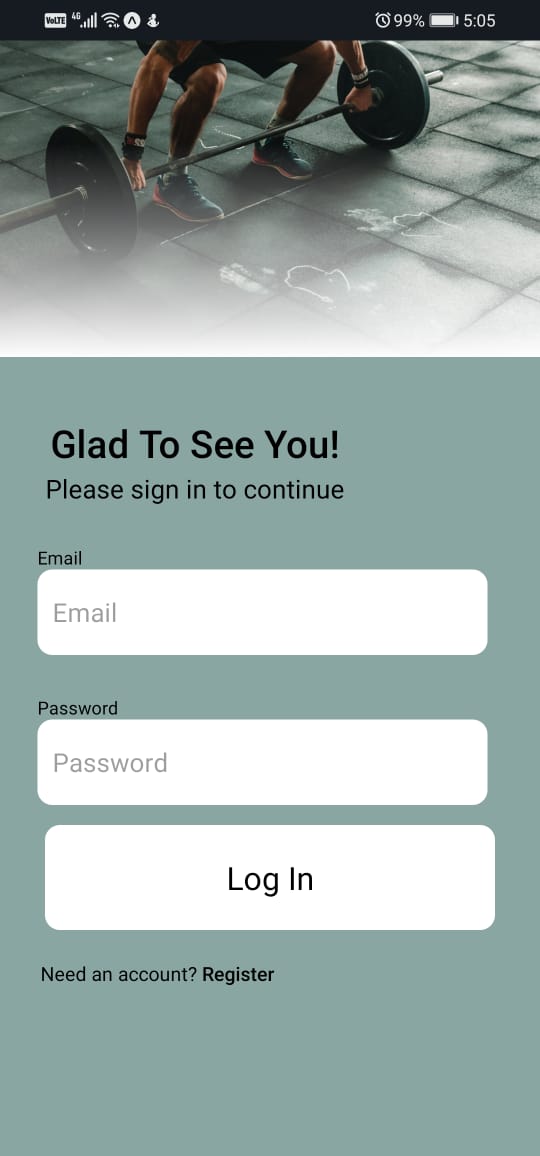 VoLTE 4G 99% 5:05
Glad To See You!
Please sign in to continue
Email
Email
Password
Password
Log In
Need an account? Register